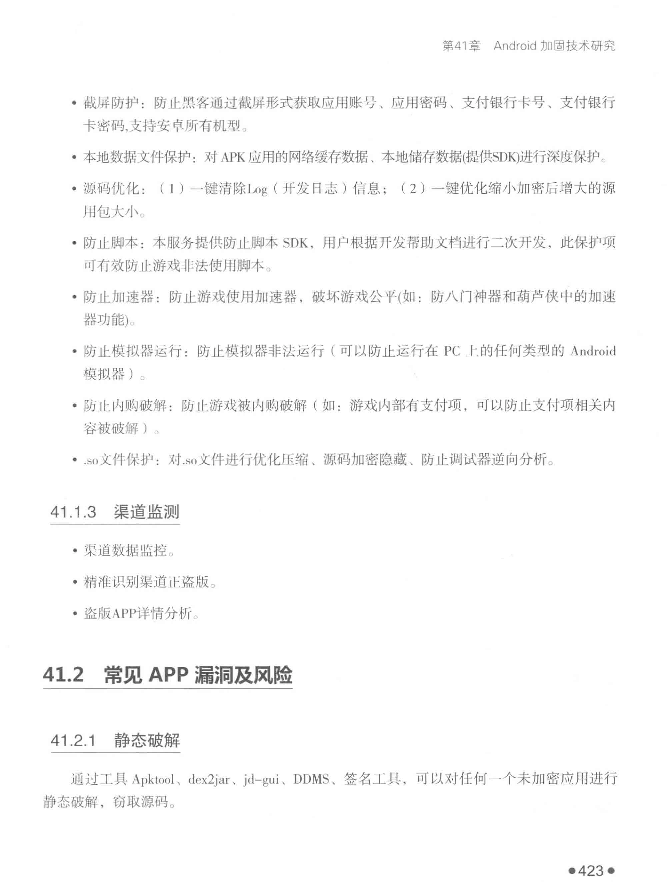 第41章 Android 加固技术研究
• 截屏防护：防止黑客通过截屏形式获取应用账号、应用密码、支付银行卡号、支付银行
卡密码,支持安卓所有机型。
• 本地数据文件保护：对 APK 应用的网络缓存数据、本地储存数据(提供SDK)进行深度保护。
• 源码优化：（1）一键清除Log（开发日志）信息；（2）一键优化缩小加密后增大的源
用包大小。
• 防止脚本：本服务提供防止脚本 SDK，用户根据开发帮助文档进行二次开发，此保护项
可有效防止游戏非法使用脚本。
• 防止加速器：防止游戏使用加速器，破坏游戏公平(如：防八门神器和葫芦侠中的加速
器功能)。
• 防止模拟器运行：防止模拟器非法运行（可以防止运行在 PC 上的任何类型的 Android
模拟器）。
• 防止内购破解：防止游戏被内购破解（如：游戏内部有支付项，可以防止支付项相关内
容被破解）。
• .so文件保护：对.so文件进行优化压缩、源码加密隐藏、防止调试器逆向分析。
41.1.3 渠道监测
• 渠道数据监控。
• 精准识别渠道正盗版。
• 盗版APP详情分析。
41.2 常见 APP 漏洞及风险
41.2.1 静态破解
通过工具 Apktool、dex2jar、jd-gui、DDMS、签名工具，可以对任何一个未加密应用进行
静态破解，窃取源码。
•423•